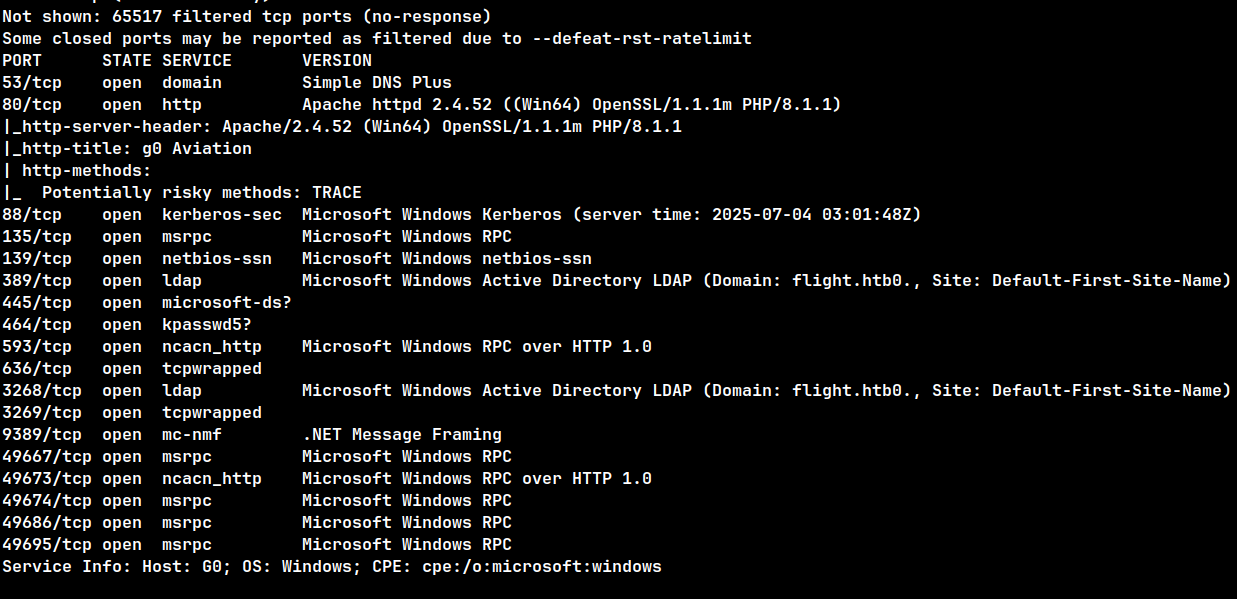 Not shown: 65517 filtered tcp ports (no-response)
Some closed ports may be reported as filtered due to --defeat-rst-ratelimit
PORT      STATE SERVICE       VERSION
53/tcp    open  domain        Simple DNS Plus
80/tcp    open  http          Apache httpd 2.4.52 ((Win64) OpenSSL/1.1.1m PHP/8.1.1)
|_http-server-header: Apache/2.4.52 (Win64) OpenSSL/1.1.1m PHP/8.1.1
|_http-title: g0 Aviation
| http-methods:
|_  Potentially risky methods: TRACE
88/tcp    open  kerberos-sec  Microsoft Windows Kerberos (server time: 2025-07-04 03:01:48Z)
135/tcp   open  msrpc         Microsoft Windows RPC
139/tcp   open  netbios-ssn   Microsoft Windows netbios-ssn
389/tcp   open  ldap          Microsoft Windows Active Directory LDAP (Domain: flight.htb0., Site: Default-First-Site-Name)
445/tcp   open  microsoft-ds?
464/tcp   open  kpasswd5?
593/tcp   open  ncacn_http    Microsoft Windows RPC over HTTP 1.0
636/tcp   open  tcpwrapped
3268/tcp  open  ldap          Microsoft Windows Active Directory LDAP (Domain: flight.htb0., Site: Default-First-Site-Name)
3269/tcp  open  tcpwrapped
9389/tcp  open  mc-nmf        .NET Message Framing
49667/tcp open  msrpc         Microsoft Windows RPC
49673/tcp open  ncacn_http    Microsoft Windows RPC over HTTP 1.0
49674/tcp open  msrpc         Microsoft Windows RPC
49686/tcp open  msrpc         Microsoft Windows RPC
49695/tcp open  msrpc         Microsoft Windows RPC
Service Info: Host: G0; OS: Windows; CPE: cpe:/o:microsoft:windows